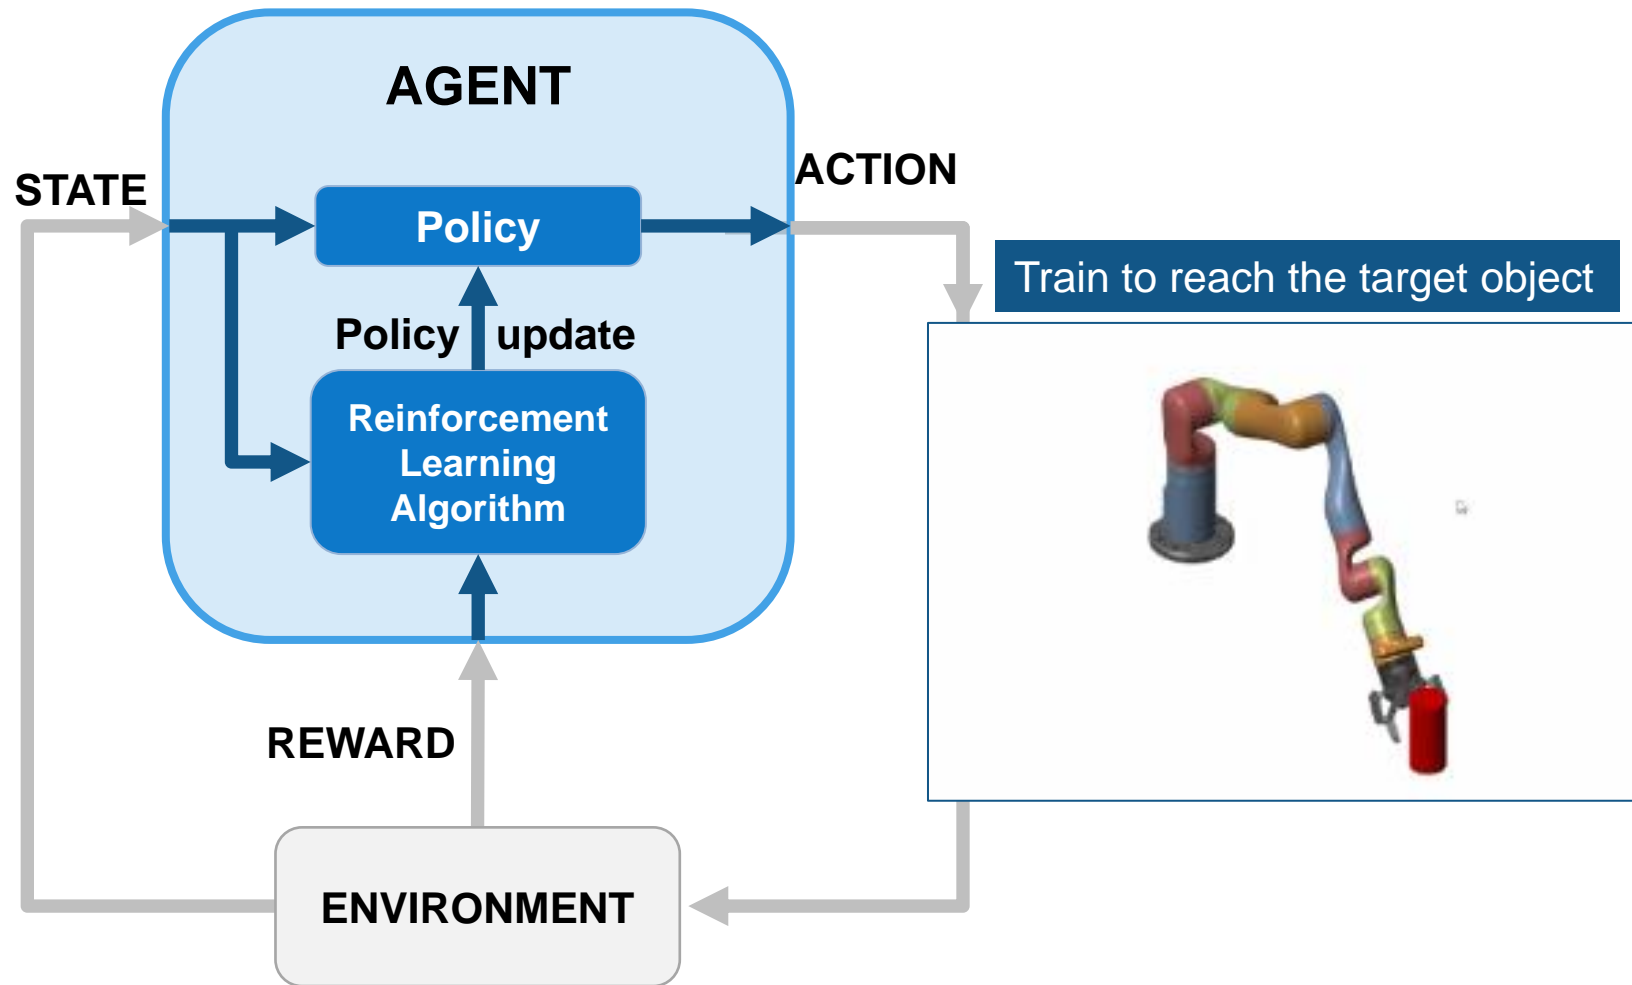 AGENT
STATE
ACTION
Policy
Train to reach the target object
Policy update
Reinforcement
Learning
Algorithm
REWARD
ENVIRONMENT